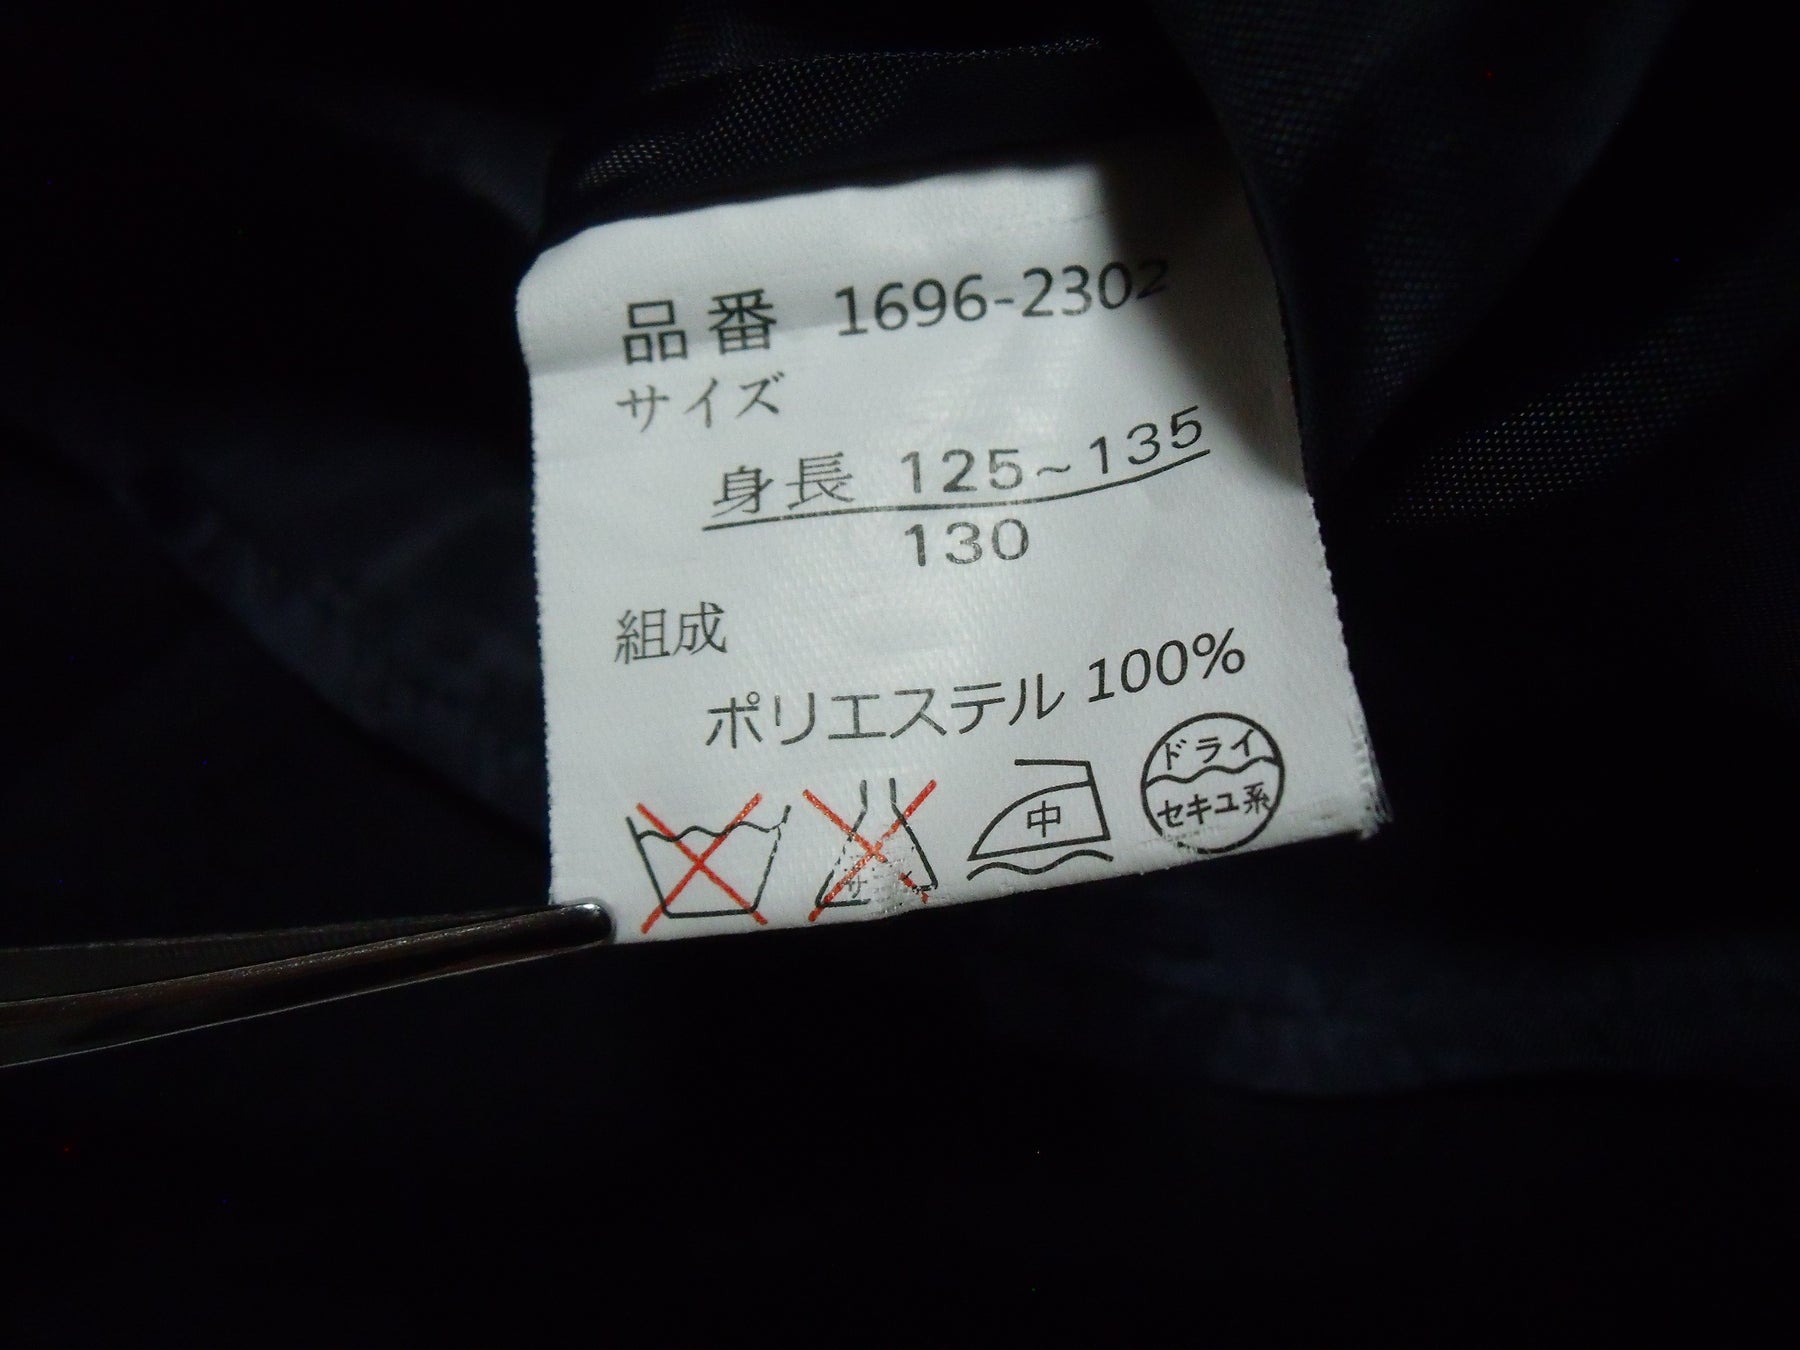 品番 1696-2302
サイズ
身長 125~135
130
組成
ポリエステル 100%
中
ドライ
セキユ系